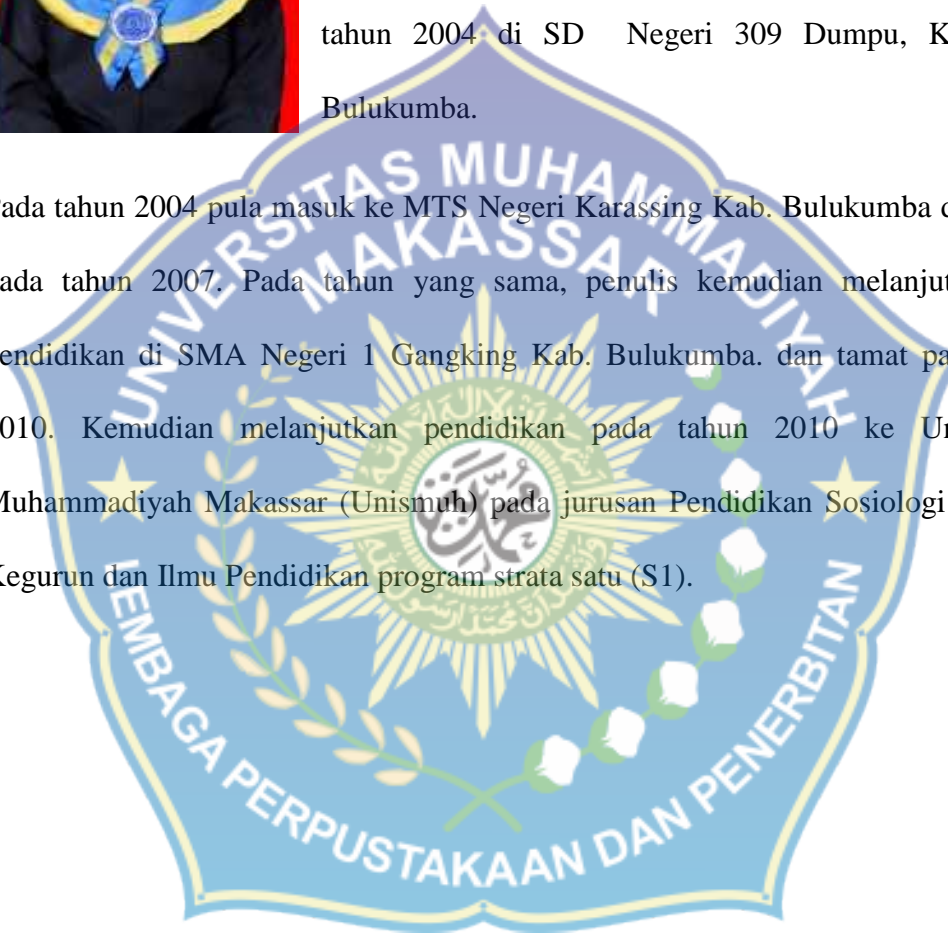 tahun 2004 di SD Negeri 309 Dumpu, K
Bulukumba.
ada tahun 2004 pula masuk ke MTS Negeri Karassing Kab. Bulukumba d
ada tahun 2007. Pada tahun yang sama, penulis kemudian melanjut
endidikan di SMA Negeri 1 Gangking Kab. Bulukumba. dan tamat pa
010. Kemudian melanjutkan pendidikan pada tahun 2010 ke Un
Muhammadiyah Makassar (Unismuh) pada jurusan Pendidikan Sosiologi
Kegurun dan Ilmu Pendidikan program strata satu (S1).
UNIVERSITAS MUHAMMADIYAH
MAKASSAR
LEMBAGA PERPUSTAKAAN DAN PENERBITAN